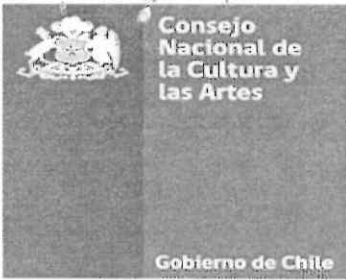 Consejo
Nacional de
la Cultura y
las Artes
Gobierno de Chile